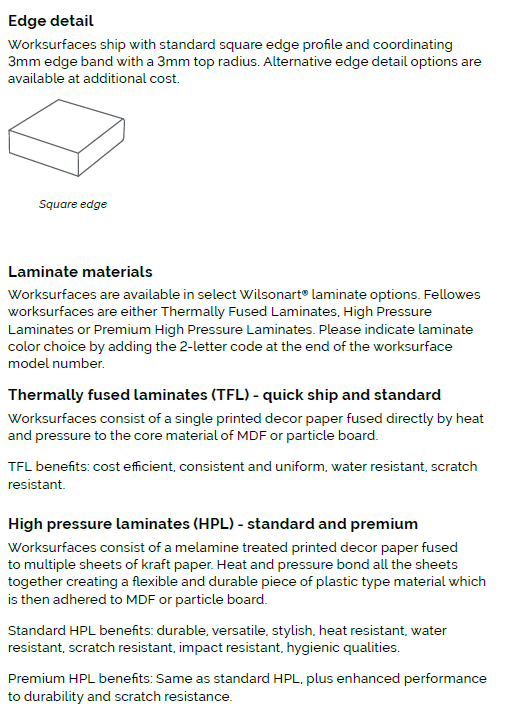 Edge detail
Worksurfaces ship with standard square edge profile and coordinating
3mm edge band with a 3mm top radius. Alternative edge detail options are
available at additional cost.
Square edge
Laminate materials
Worksurfaces are available in select Wilsonart® laminate options. Fellowes
worksurfaces are either Thermally Fused Laminates, High Pressure
Laminates or Premium High Pressure Laminates. Please indicate laminate
color choice by adding the 2-letter code at the end of the worksurface
model number.
Thermally fused laminates (TFL) - quick ship and standard
Worksurfaces consist of a single printed decor paper fused directly by heat
and pressure to the core material of MDF or particle board.
TFL benefits: cost efficient, consistent and uniform, water resistant, scratch
resistant.
High pressure laminates (HPL) - standard and premium
Worksurfaces consist of a melamine treated printed decor paper fused
to multiple sheets of kraft paper. Heat and pressure bond all the sheets
together creating a flexible and durable piece of plastic type material which
is then adhered to MDF or particle board.
Standard HPL benefits: durable, versatile, stylish, heat resistant, water
resistant, scratch resistant, impact resistant, hygienic qualities.
Premium HPL benefits: Same as standard HPL, plus enhanced performance
to durability and scratch resistance.